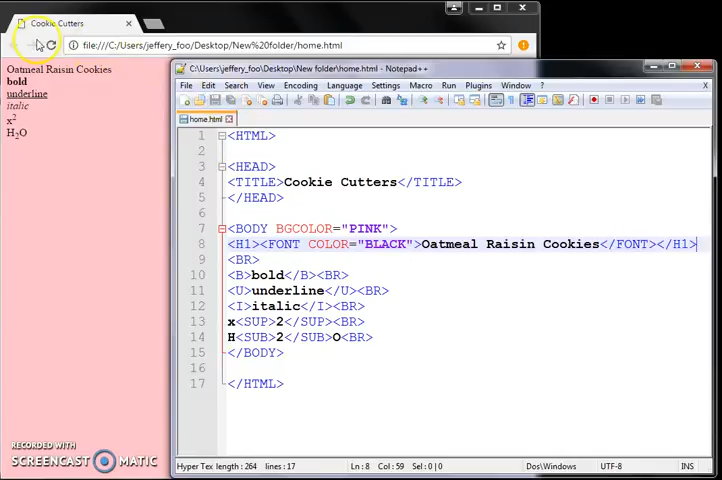 Cookie Cutters
file:///C:/Users/jeffery_foo/Desktop/New%20folder/home.html
Oatmeal Raisin Cookies
bold
underline
italic
x2
H2O
C:\Users\jeffery_foo\Desktop\New folder\home.html - Notepad++
File Edit Search View Encoding Language Settings Macro Run Window ?
home.html
1 <HTML>
2
3 <HEAD>
4 <TITLE>Cookie Cutters</TITLE>
5 </HEAD>
6
7 <BODY BGCOLOR="PINK">
8 <H1><FONT COLOR="BLACK">Oatmeal Raisin Cookies</FONT></H1>
9 <BR>
10 <B>bold</B><BR>
11 <U>underline</U><BR>
12 <I>italic</I><BR>
13 x<SUP>2</SUP><BR>
14 H<SUB>2</SUB>O<BR>
15 </BODY>
16
17 </HTML>
RECORDED WITH
SCREENCAST MATIC
Hyper Tex length : 264 lines : 17 Ln : 8 Col : 59 Sel : 0 | 0 Dos\Windows UTF-8 INS